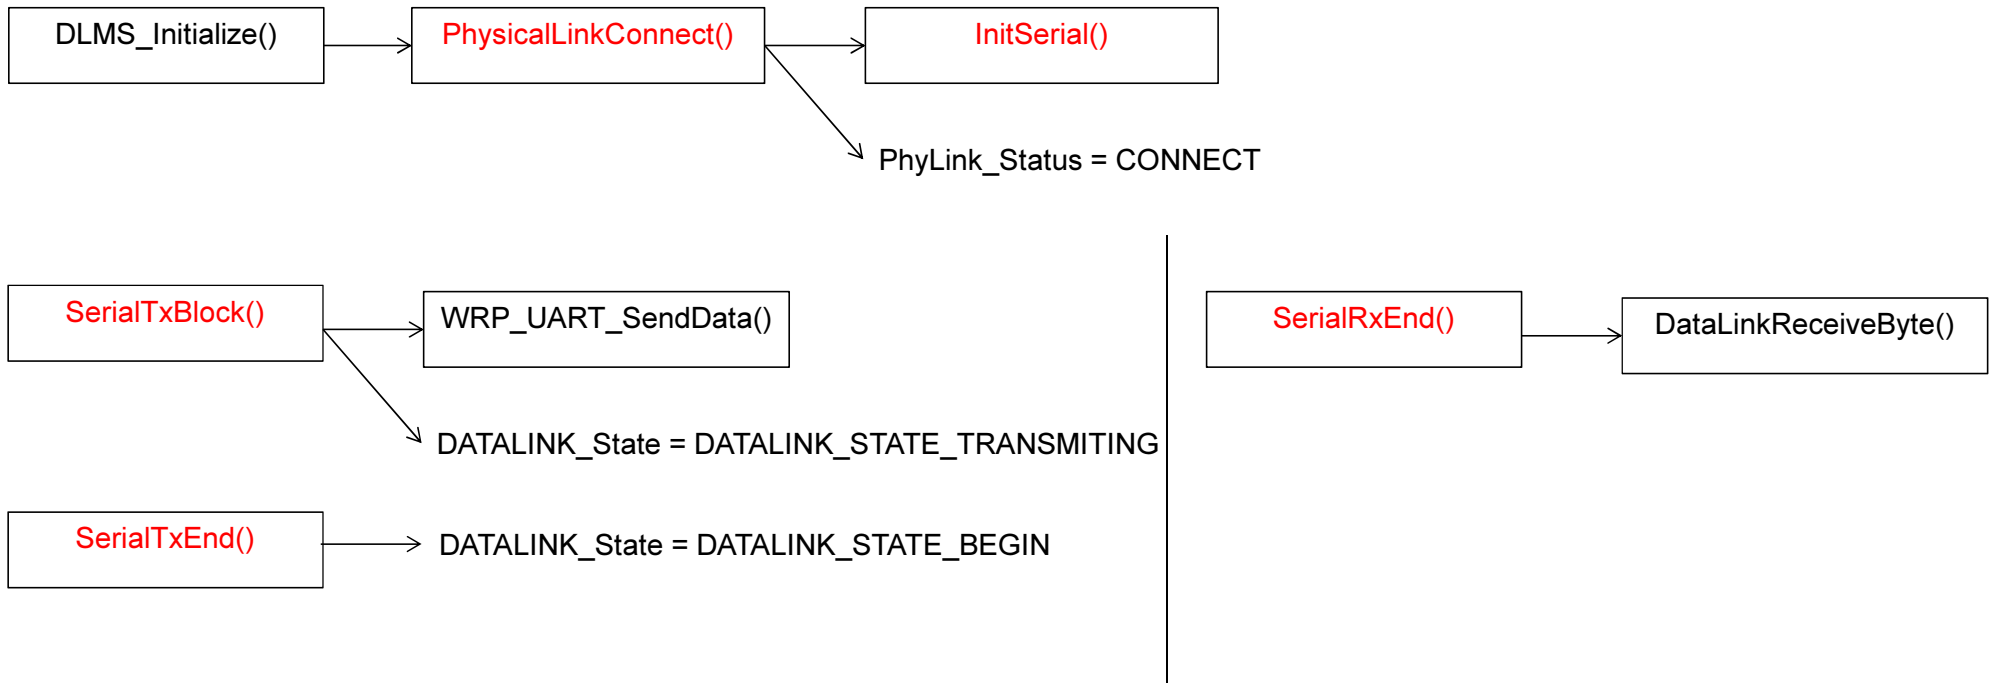 DLMS_Initialize()
PhysicalLinkConnect()
InitSerial()
PhyLink_Status = CONNECT
SerialTxBlock()
WRP_UART_SendData()
DATALINK_State = DATALINK_STATE_TRANSMITING
SerialTxEnd()
DATALINK_State = DATALINK_STATE_BEGIN
SerialRxEnd()
DataLinkReceiveByte()